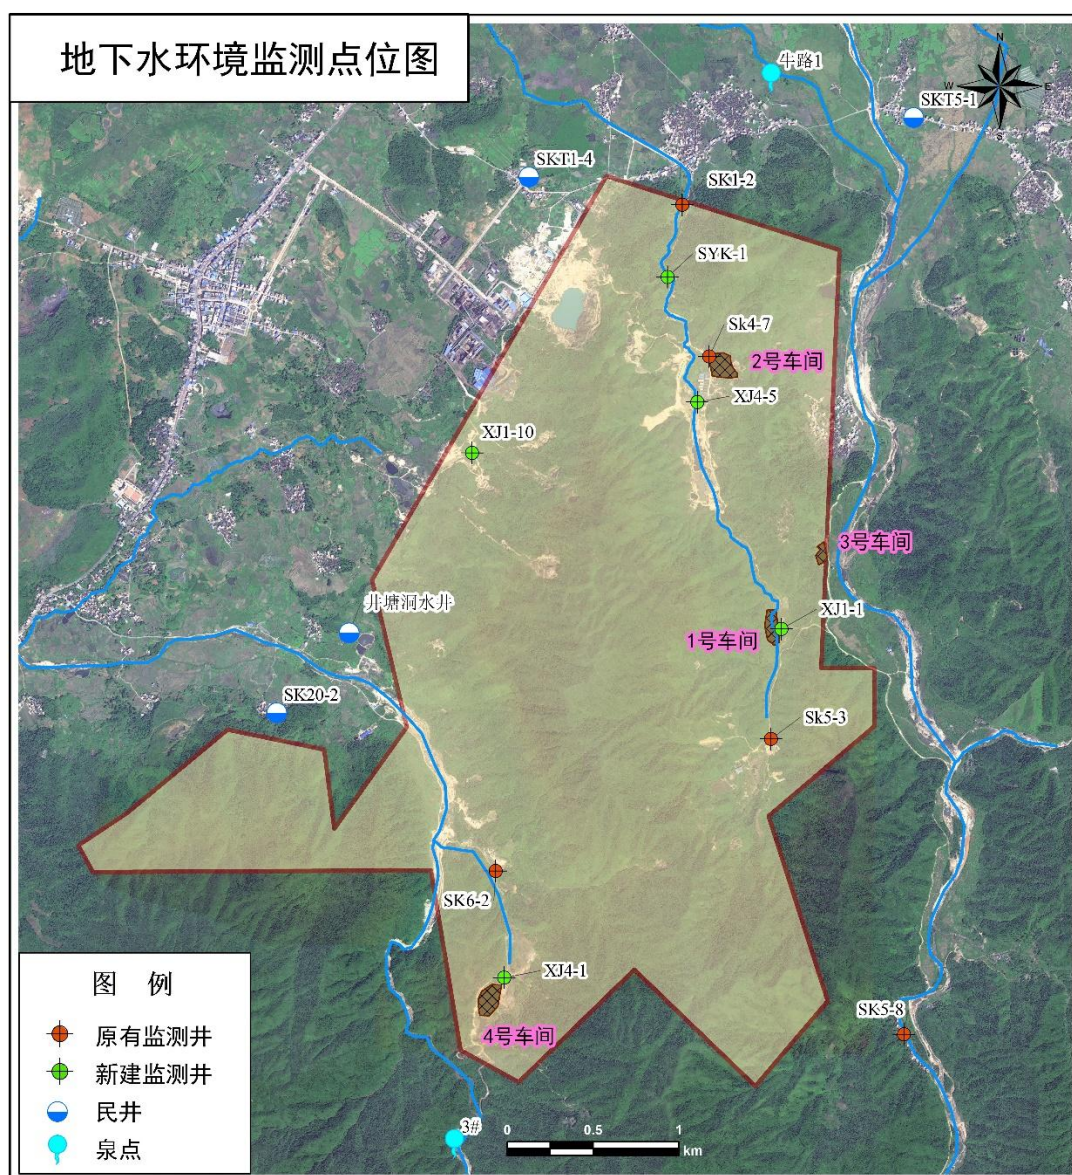 地下水环境监测点位图
牛路1
N
W
E
S
SKT5-1
SKT1-4
SK1-2
SYK-1
Sk4-7
2号车间
XJ4-5
XJ1-10
3号车间
井塘洞水井
XJ1-1
1号车间
SK20-2
Sk5-3
SK6-2
XJ4-1
4号车间
SK5-8
3#
图 例
原有监测井
新建监测井
民井
泉点
0 0.5 1
km